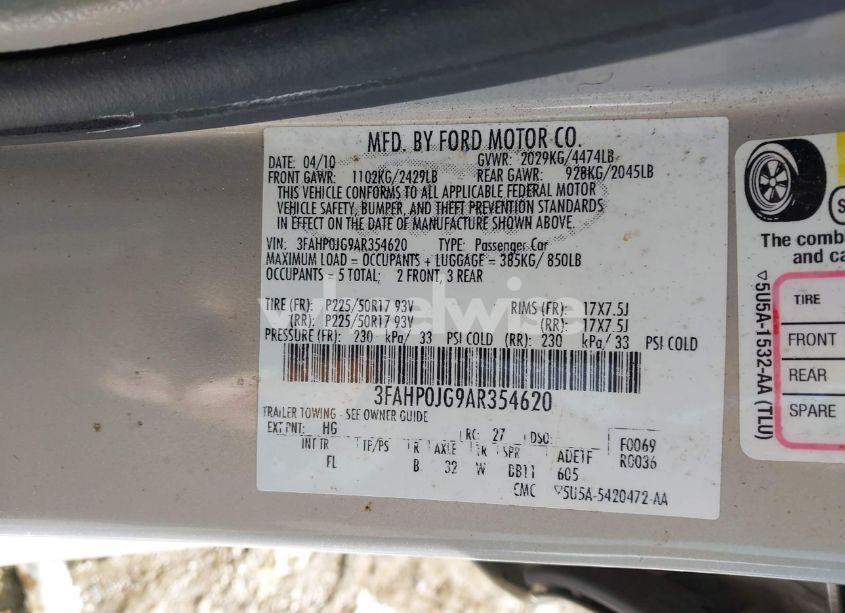 MFD. BY FORD MOTOR CO.
DATE: 04/10 GVWR: 2029KG/4474LB
FRONT GAWR: 1102KG/2429LB REAR GAWR: 928KG/2045LB
THIS VEHICLE CONFORMS TO ALL APPLICABLE FEDERAL MOTOR
VEHICLE SAFETY, BUMPER, AND THEFT PREVENTION STANDARDS
IN EFFECT ON THE DATE OF MANUFACTURE SHOWN ABOVE.
VIN: 3FAHP0JG9AR354620 TYPE: Passenger Car
MAXIMUM LOAD = OCCUPANTS + LUGGAGE = 385KG/ 850LB
OCCUPANTS = 5 TOTAL; 2 FRONT, 3 REAR
wheelwise
TIRE (FR): P225/50R17 93V RIMS (FR): 17X7.5J
(RR): P225/50R17 93V (RR): 17X7.5J
PRESSURE (FR): 230 kPa/ 33 PSI COLD (RR): 230 kPa/ 33 PSI COLD
3FAHP0JG9AR354620
TRAILER TOWING - SEE OWNER GUIDE
EXT PNT: HG RC: 27 DSO:
INT TR TP/PS R AXLE TR SPR
FL B 32 W BB11
ADE1F
605
F0069
R0036
CMC ▽5U5A-5420472-AA
The comb
and ca
TIRE
FRONT
REAR
SPARE
▽5U5A-1532-AA (TLU)